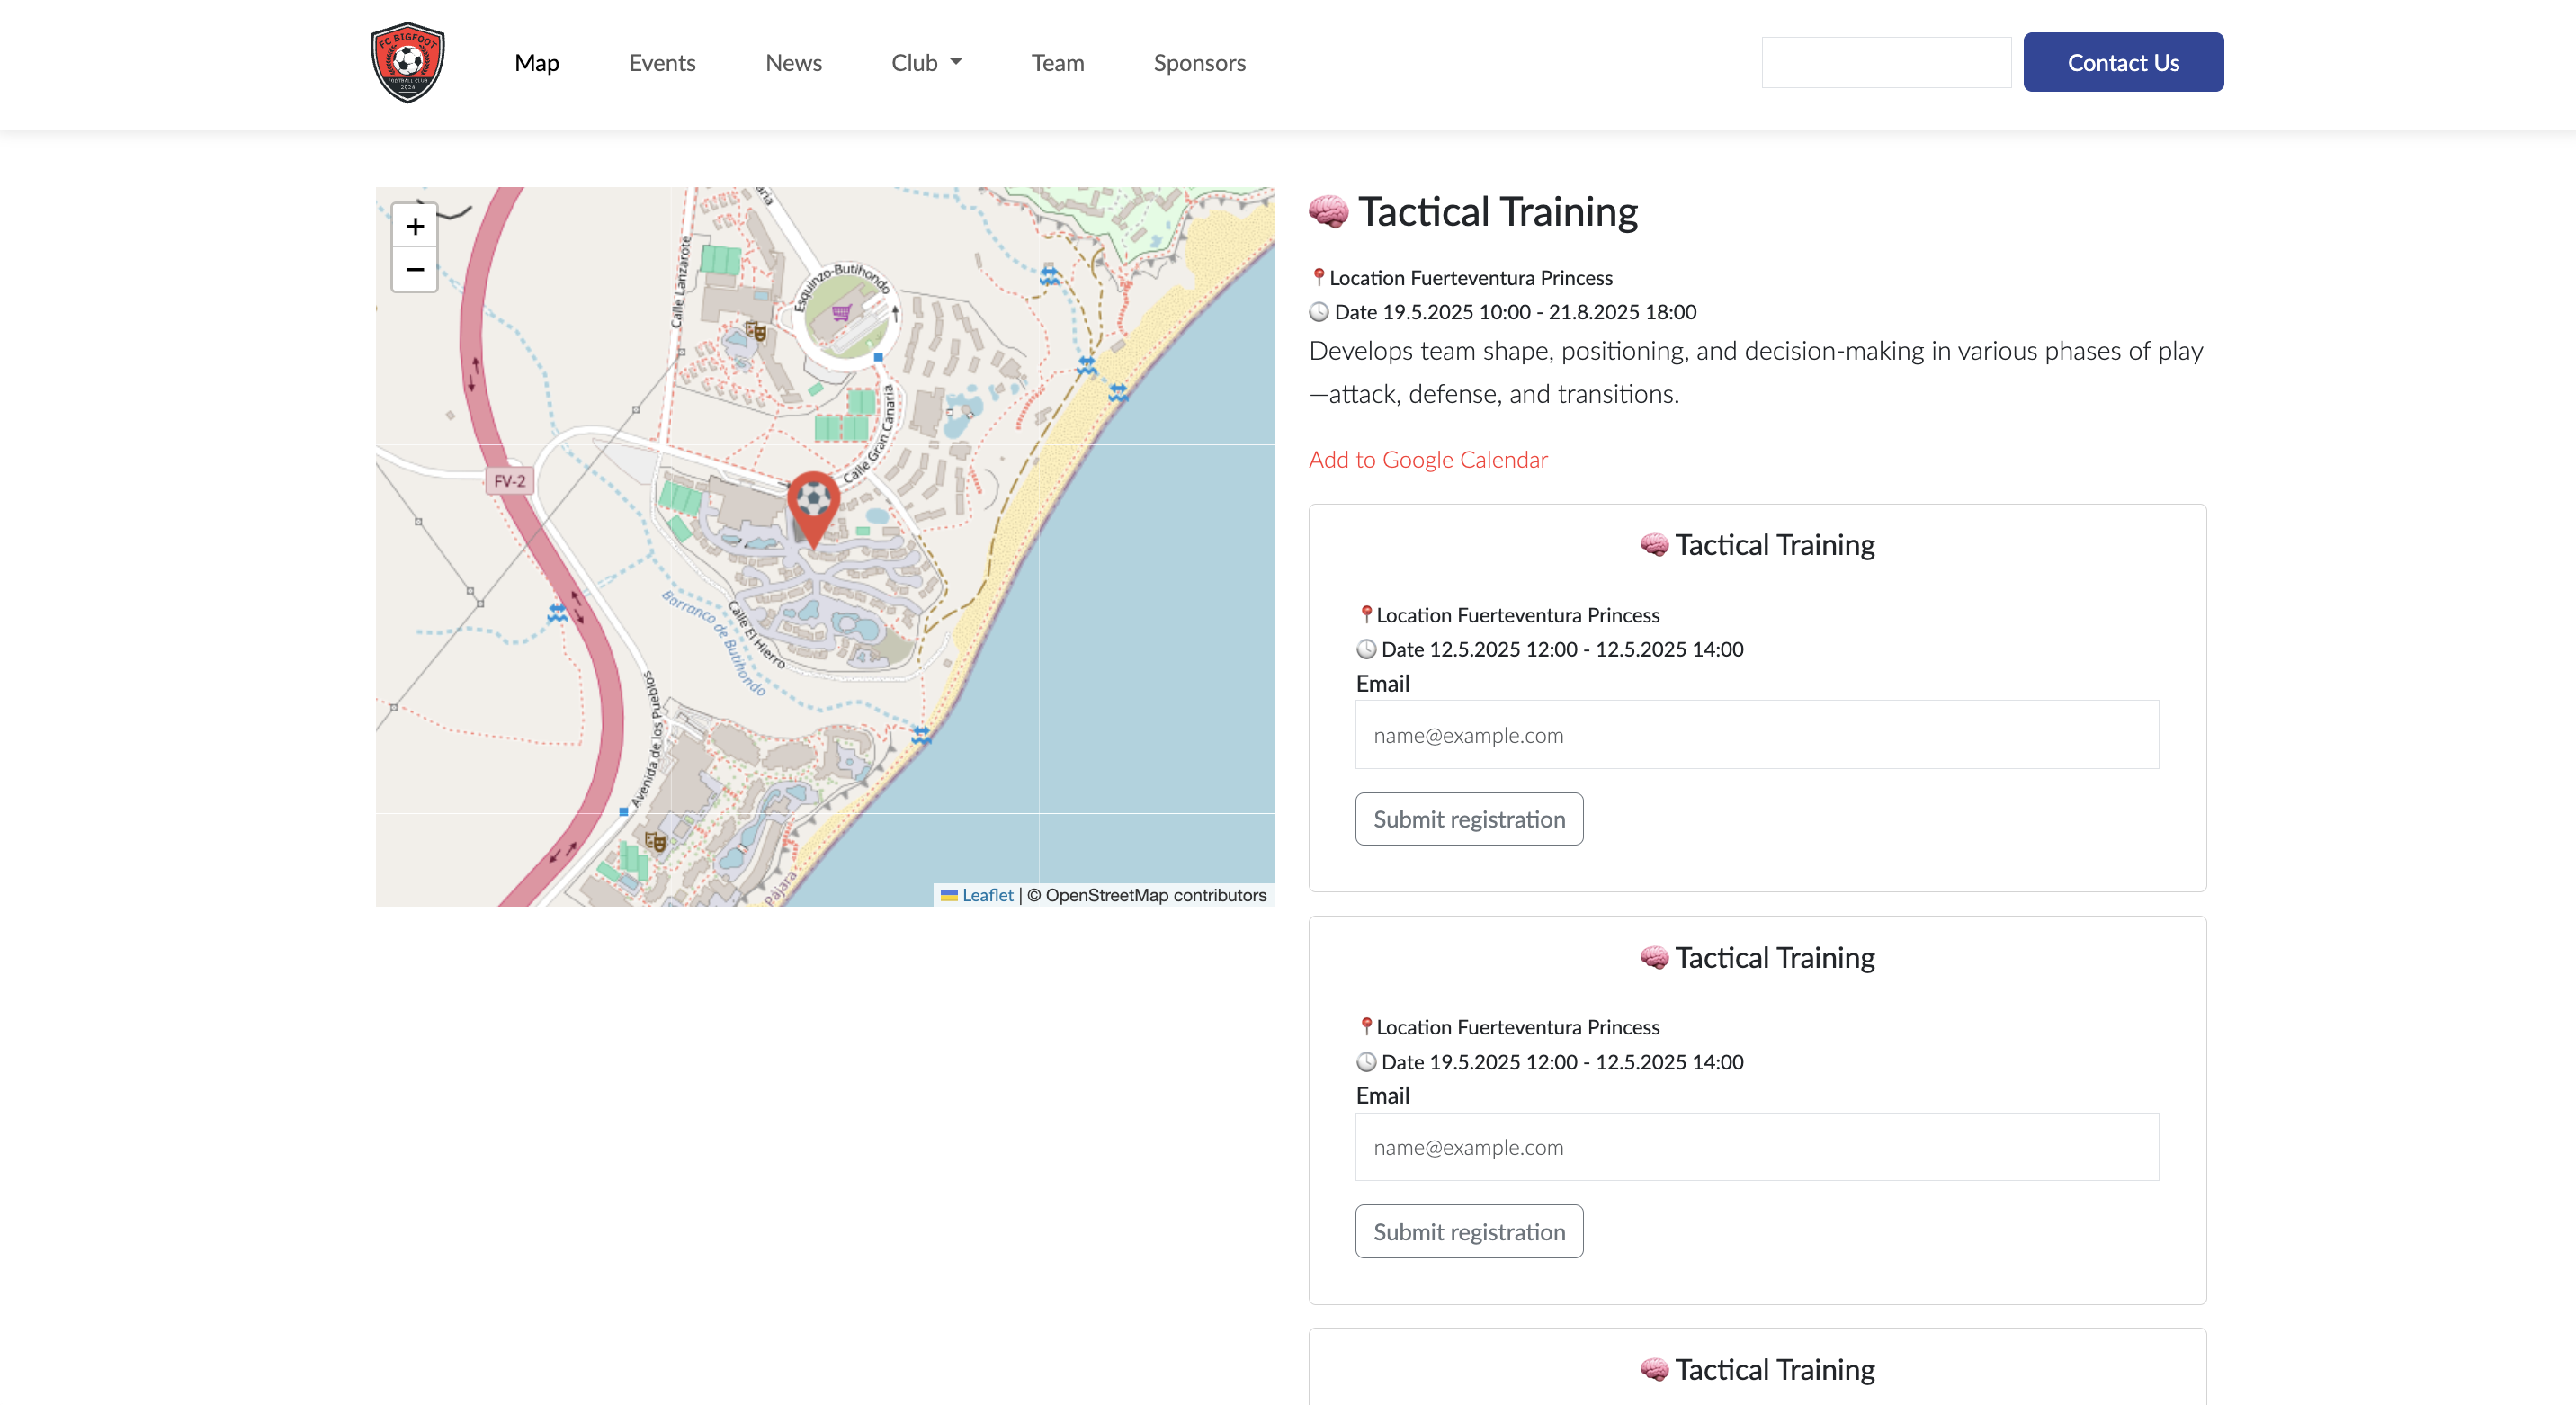 FC BIGFOOT
FOOTBALL CLUB
2024
Map
Events
News
Club
Team
Sponsors
Contact Us
+
−
Calle Lanzarote
Esquinzo-Butihondo
Calle Gran Canaria
FV-2
Barranco de Butihondo
Calle El Hierro
Avenida de los Pueblos
Pájara
Leaflet | © OpenStreetMap contributors
🧠 Tactical Training
📍Location Fuerteventura Princess
🕓 Date 19.5.2025 10:00 - 21.8.2025 18:00
Develops team shape, positioning, and decision-making in various phases of play
—attack, defense, and transitions.
Add to Google Calendar
🧠 Tactical Training
📍Location Fuerteventura Princess
🕓 Date 12.5.2025 12:00 - 12.5.2025 14:00
Email
name@example.com
Submit registration
🧠 Tactical Training
📍Location Fuerteventura Princess
🕓 Date 19.5.2025 12:00 - 12.5.2025 14:00
Email
name@example.com
Submit registration
🧠 Tactical Training